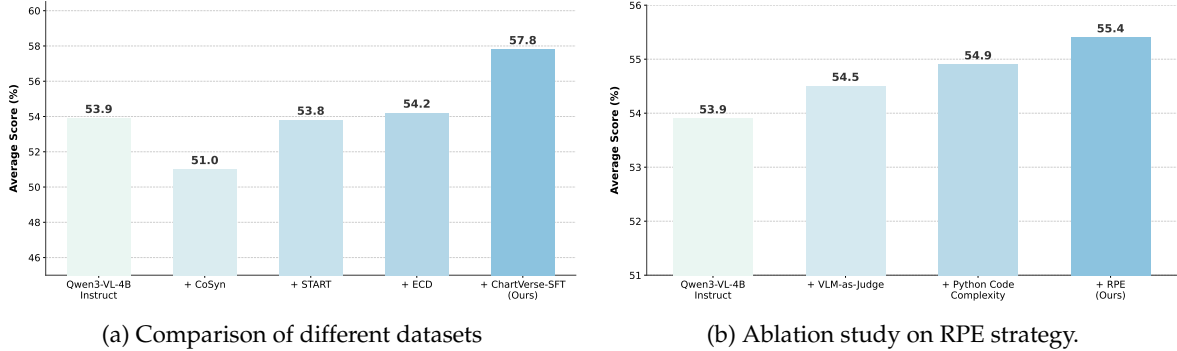 Average Score (%)
60
58
56
54
52
50
48
46
53.9
51.0
53.8
54.2
57.8
Qwen3-VL-4B
Instruct
+ CoSyn
+ START
+ ECD
+ ChartVerse-SFT
(Ours)
(a) Comparison of different datasets
Average Score (%)
56
55
54
53
52
51
53.9
54.5
54.9
55.4
Qwen3-VL-4B
Instruct
+ VLM-as-Judge
+ Python Code
Complexity
+ RPE
(Ours)
(b) Ablation study on RPE strategy.